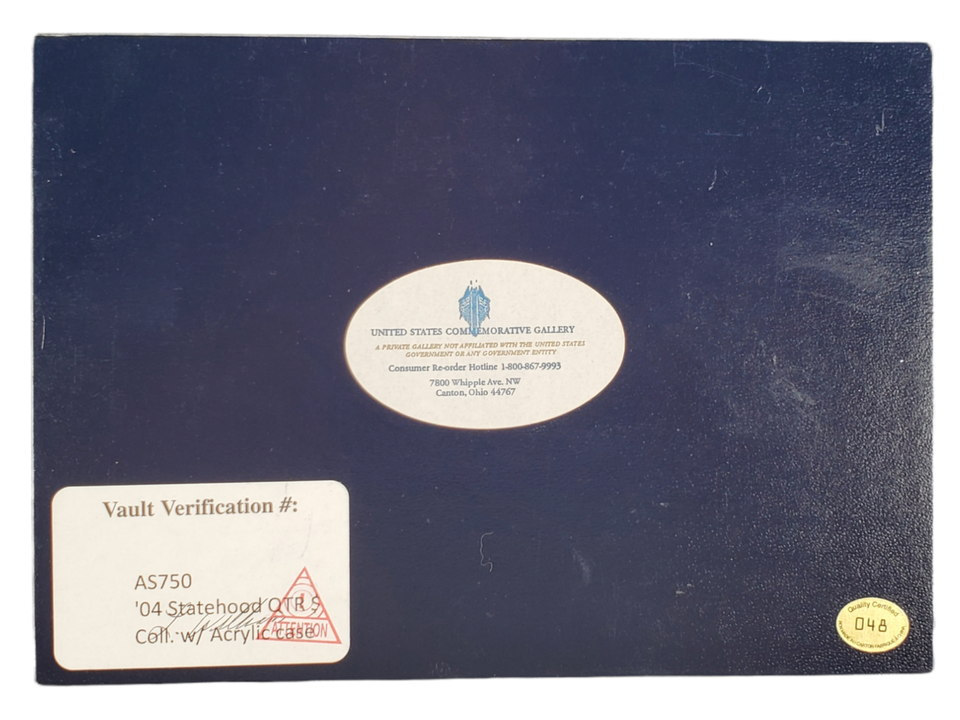 UNITED STATES COMMEMORATIVE GALLERY
A PRIVATE GALLERY NOT AFFILIATED WITH THE UNITED STATES
GOVERNMENT OR ANY GOVERNMENT ENTITY
Consumer Re-order Hotline 1-800-867-9993
7800 Whipple Ave. NW
Canton, Ohio 44767
Vault Verification #:
AS750
'04 Statehood QTR S
Coll. w/ Acrylic case
ATTENTION
Quality Certified
048